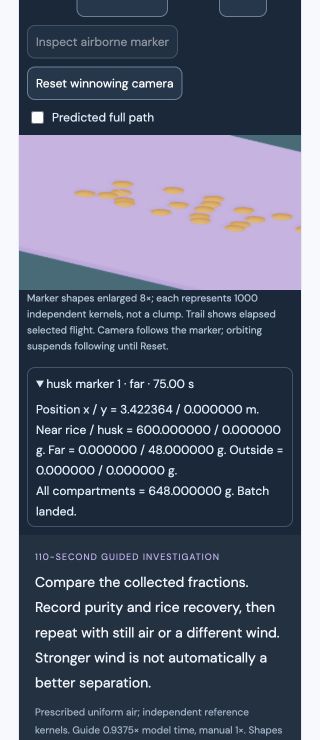 Inspect airborne marker
Reset winnowing camera
Predicted full path
Marker shapes enlarged 8×; each represents 1000
independent kernels, not a clump. Trail shows elapsed
selected flight. Camera follows the marker; orbiting
suspends following until Reset.
▼husk marker 1 · far · 75.00 s
Position x / y = 3.422364 / 0.000000 m.
Near rice / husk = 600.000000 / 0.000000
g. Far = 0.000000 / 48.000000 g. Outside =
0.000000 / 0.000000 g.
All compartments = 648.000000 g. Batch
landed.
110-SECOND GUIDED INVESTIGATION
Compare the collected fractions.
Record purity and rice recovery, then
repeat with still air or a different wind.
Stronger wind is not automatically a
better separation.
Prescribed uniform air; independent reference
kernels. Guide 0.9375× model time, manual 1×. Shapes